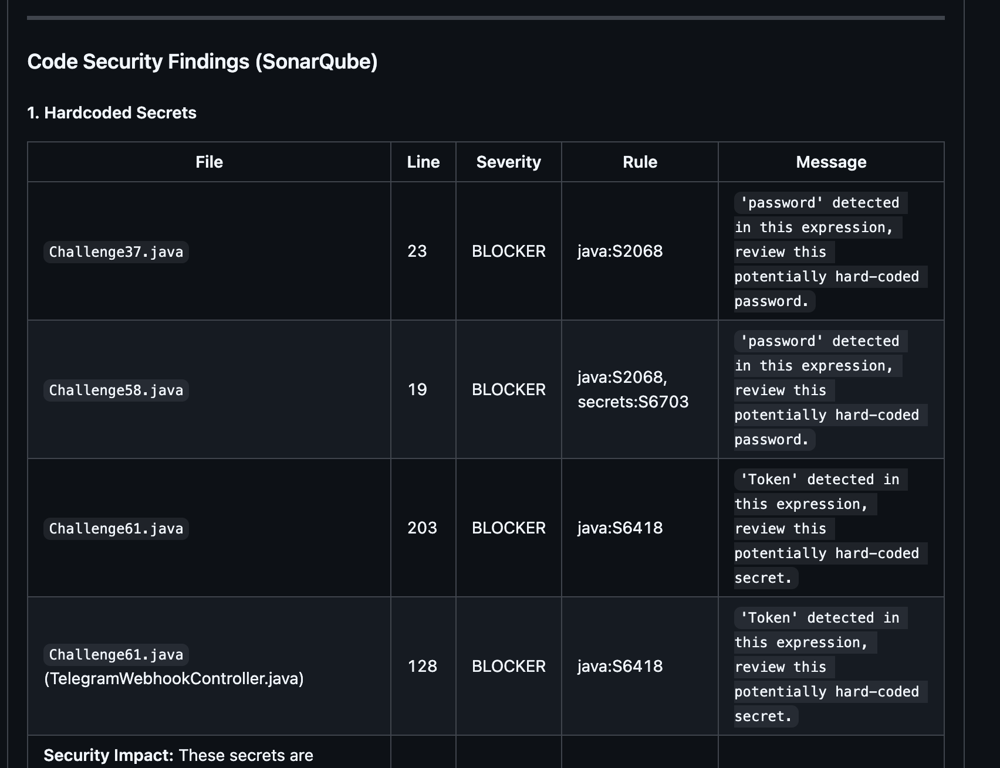 Code Security Findings (SonarQube)
1. Hardcoded Secrets
File Line Severity Rule Message
Challenge37.java 23 BLOCKER java:S2068
'password' detected
in this expression,
review this
potentially hard-coded
password.
Challenge58.java 19 BLOCKER
java:S2068,
secrets:S6703
'password' detected
in this expression,
review this
potentially hard-coded
password.
Challenge61.java 203 BLOCKER java:S6418
'Token' detected in
this expression,
review this
potentially hard-coded
secret.
Challenge61.java
(TelegramWebhookController.java)
128 BLOCKER java:S6418
'Token' detected in
this expression,
review this
potentially hard-coded
secret.
Security Impact: These secrets are